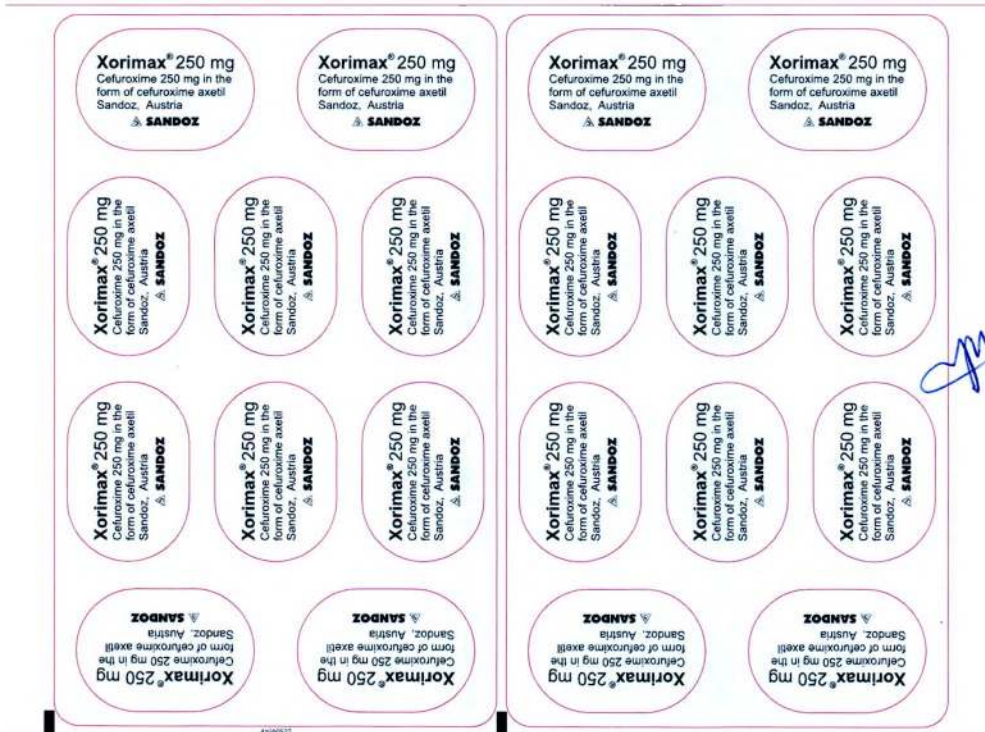 Xorimax® 250 mg
Cefuroxime 250 mg in the
form of cefuroxime axetil
Sandoz, Austria
SANDOZ
Xorimax® 250 mg
Cefuroxime 250 mg in the
form of cefuroxime axetil
Sandoz, Austria
SANDOZ
Xorimax® 250 mg
Cefuroxime 250 mg in the
form of cefuroxime axetil
Sandoz, Austria
SANDOZ
Xorimax® 250 mg
Cefuroxime 250 mg in the
form of cefuroxime axetil
Sandoz, Austria
SANDOZ
Xorimax® 250 mg
Cefuroxime 250 mg in the
form of cefuroxime axetil
Sandoz, Austria
SANDOZ
Xorimax® 250 mg
Cefuroxime 250 mg in the
form of cefuroxime axetil
Sandoz, Austria
SANDOZ
Xorimax® 250 mg
Cefuroxime 250 mg in the
form of cefuroxime axetil
Sandoz, Austria
SANDOZ
Xorimax® 250 mg
Cefuroxime 250 mg in the
form of cefuroxime axetil
Sandoz, Austria
SANDOZ
Xorimax® 250 mg
Cefuroxime 250 mg in the
form of cefuroxime axetil
Sandoz, Austria
SANDOZ
Xorimax® 250 mg
Cefuroxime 250 mg in the
form of cefuroxime axetil
Sandoz, Austria
SANDOZ
Xorimax® 250 mg
Cefuroxime 250 mg in the
form of cefuroxime axetil
Sandoz, Austria
SANDOZ
Xorimax® 250 mg
Cefuroxime 250 mg in the
form of cefuroxime axetil
Sandoz, Austria
SANDOZ
Xorimax® 250 mg
Cefuroxime 250 mg in the
form of cefuroxime axetil
Sandoz, Austria
SANDOZ
Xorimax® 250 mg
Cefuroxime 250 mg in the
form of cefuroxime axetil
Sandoz, Austria
SANDOZ
Xorimax® 250 mg
Cefuroxime 250 mg in the
form of cefuroxime axetil
Sandoz, Austria
SANDOZ
Xorimax® 250 mg
Cefuroxime 250 mg in the
form of cefuroxime axetil
Sandoz, Austria
SANDOZ
Xorimax® 250 mg
Cefuroxime 250 mg in the
form of cefuroxime axetil
Sandoz, Austria
SANDOZ
Xorimax® 250 mg
Cefuroxime 250 mg in the
form of cefuroxime axetil
Sandoz, Austria
SANDOZ
Xorimax® 250 mg
Cefuroxime 250 mg in the
form of cefuroxime axetil
Sandoz, Austria
SANDOZ
Xorimax® 250 mg
Cefuroxime 250 mg in the
form of cefuroxime axetil
Sandoz, Austria
SANDOZ